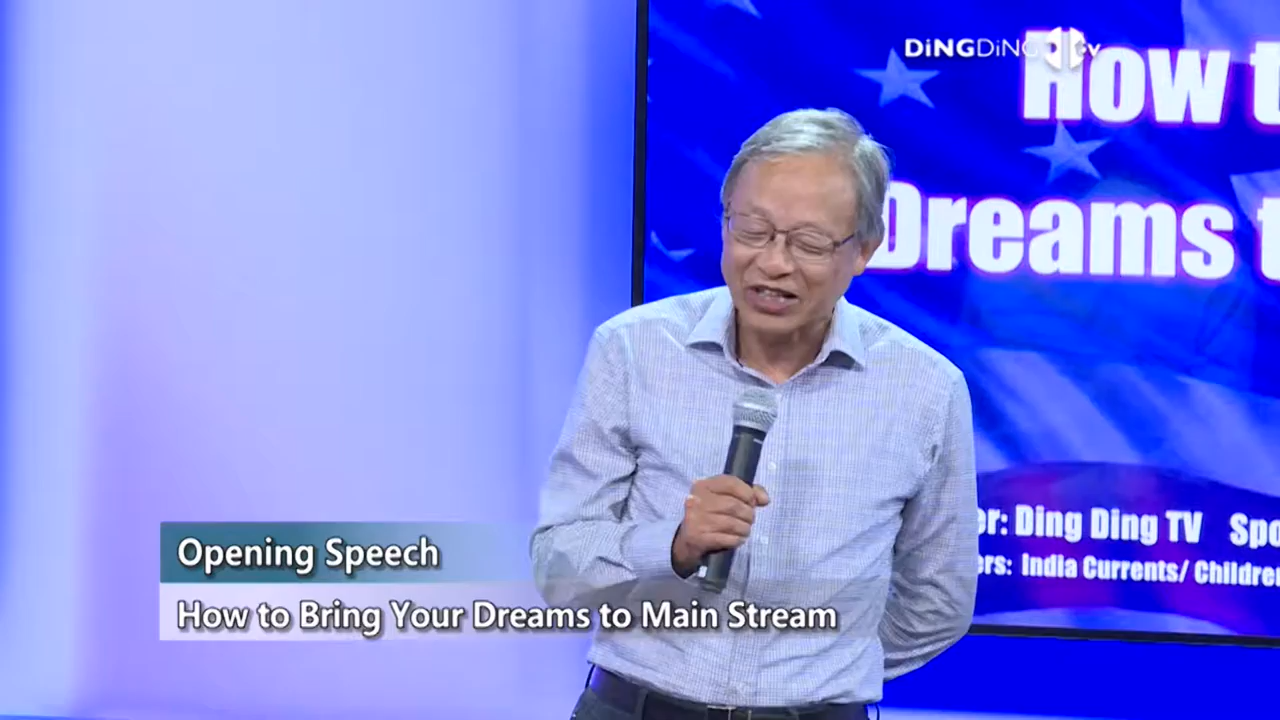 DiNGDiNG tv
How t
Dreams t
er: Ding Ding TV Spo
ers: India Currents/ Childre
Opening Speech
How to Bring Your Dreams to Main Stream